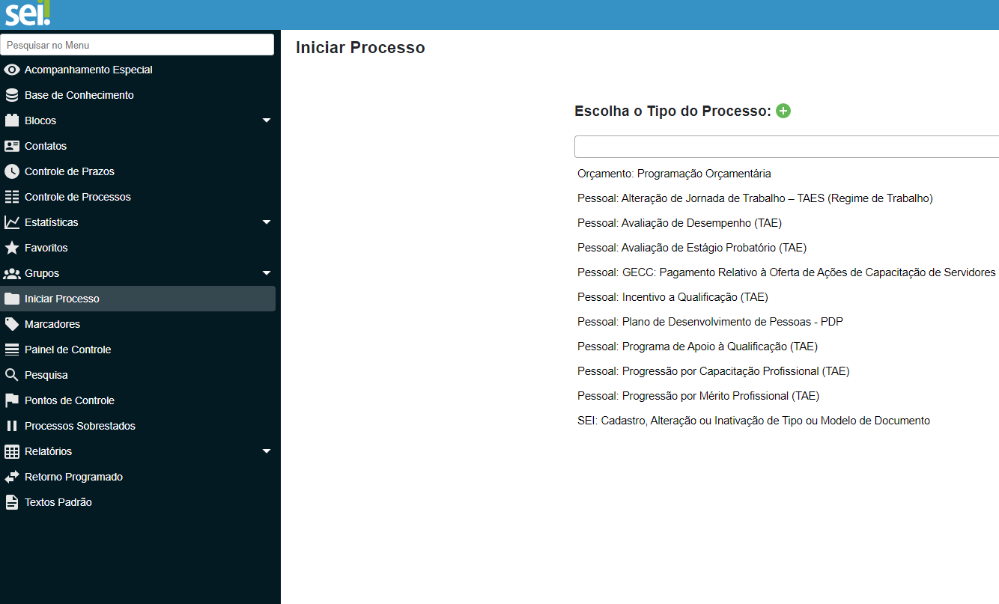 sei!
Pesquisar no Menu
Acompanhamento Especial
Base de Conhecimento
Blocos
Contatos
Controle de Prazos
Controle de Processos
Estatísticas
Favoritos
Grupos
Iniciar Processo
Marcadores
Painel de Controle
Pesquisa
Pontos de Controle
Processos Sobrestados
Relatórios
Retorno Programado
Textos Padrão
Iniciar Processo
Escolha o Tipo do Processo:
Orçamento: Programação Orçamentária
Pessoal: Alteração de Jornada de Trabalho – TAES (Regime de Trabalho)
Pessoal: Avaliação de Desempenho (TAE)
Pessoal: Avaliação de Estágio Probatório (TAE)
Pessoal: GECC: Pagamento Relativo à Oferta de Ações de Capacitação de Servidores
Pessoal: Incentivo a Qualificação (TAE)
Pessoal: Plano de Desenvolvimento de Pessoas - PDP
Pessoal: Programa de Apoio à Qualificação (TAE)
Pessoal: Progressão por Capacitação Profissional (TAE)
Pessoal: Progressão por Mérito Profissional (TAE)
SEI: Cadastro, Alteração ou Inativação de Tipo ou Modelo de Documento